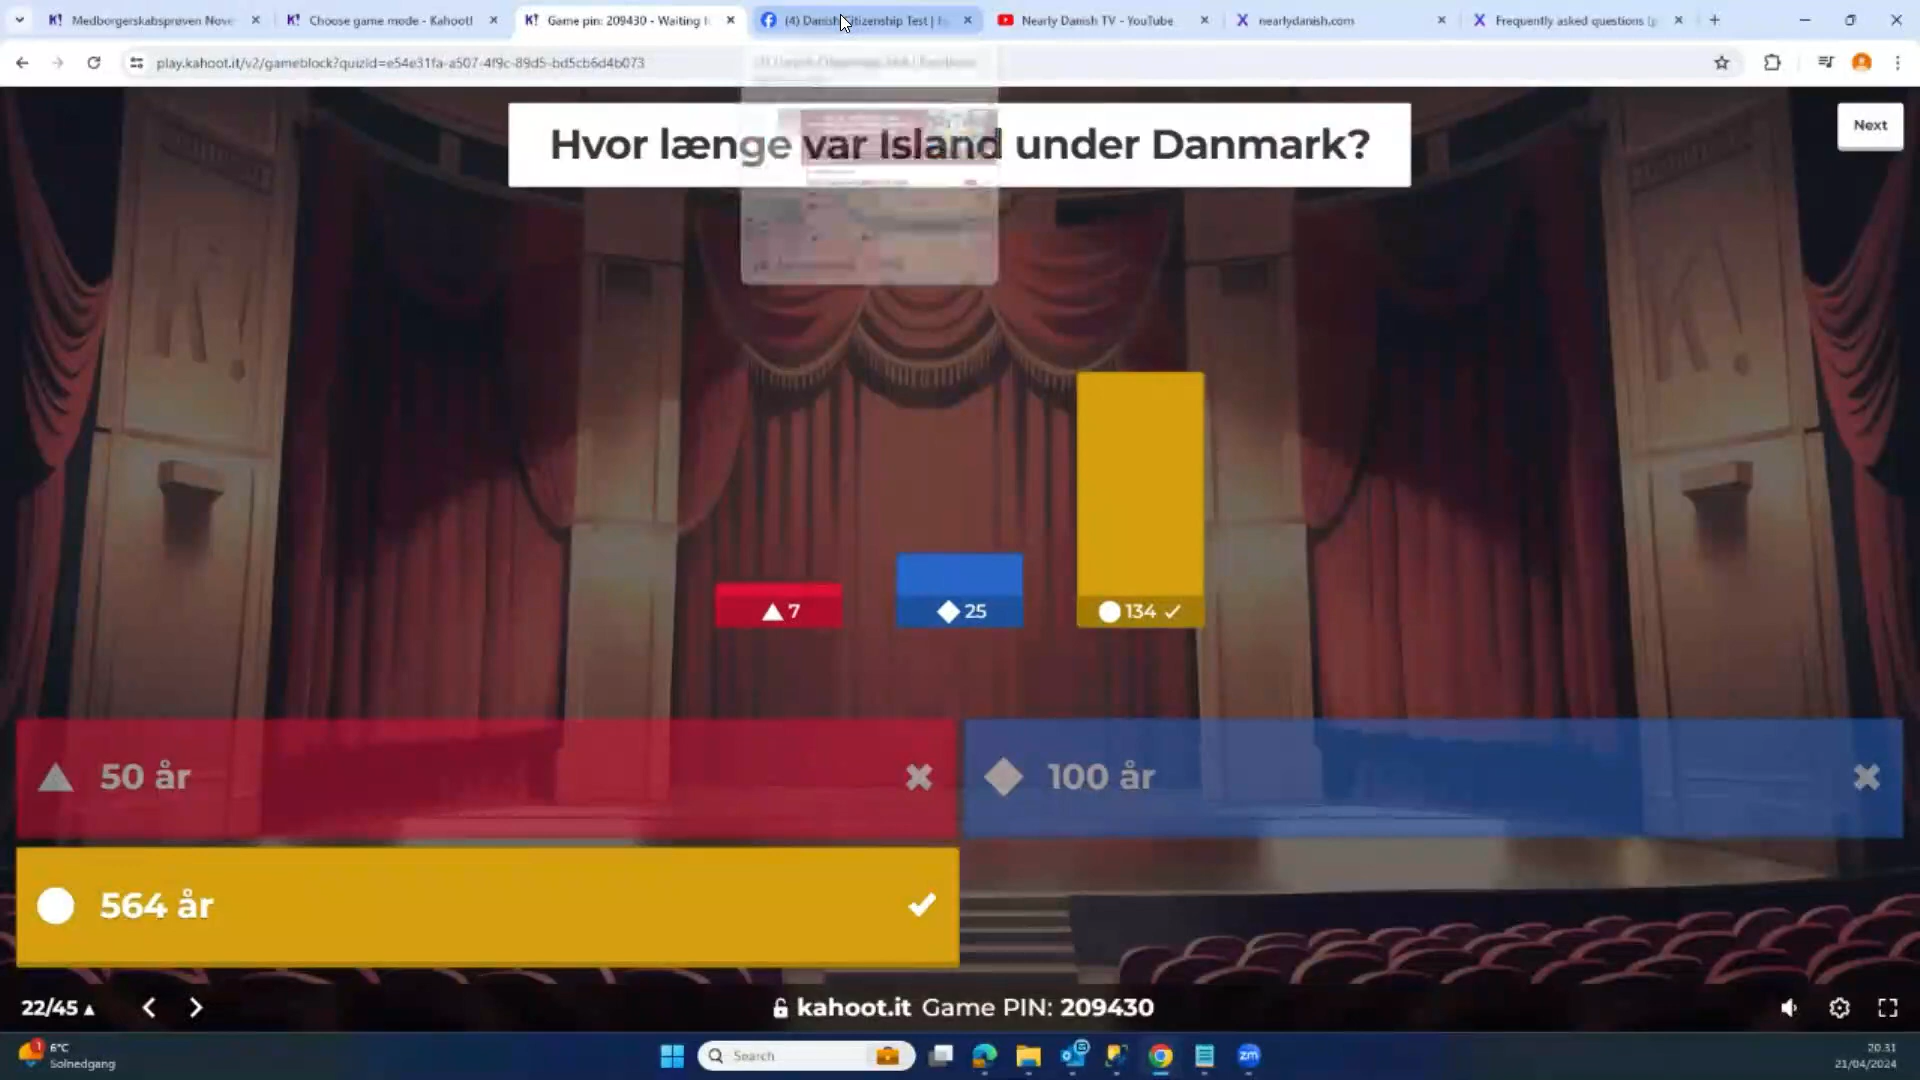 Medborgerskabsprøven Nove
Choose game mode - Kahoot!
Game pin: 209430 - Waiting
(4) Danish Citizenship Test |
Nearly Danish TV - YouTube
nearlydanish.com
Frequently asked questions
play.kahoot.it/v2/gameblock?quizid=e54e31fa-a507-4f9c-89d5-bd5cb6d4b073
Hvor længe var Island under Danmark?
Next
7
25
134
50 år
100 år
564 år
22/45
kahoot.it Game PIN: 209430
1
6°C
Solnedgang
Search
zm
20.31
21/04/2024